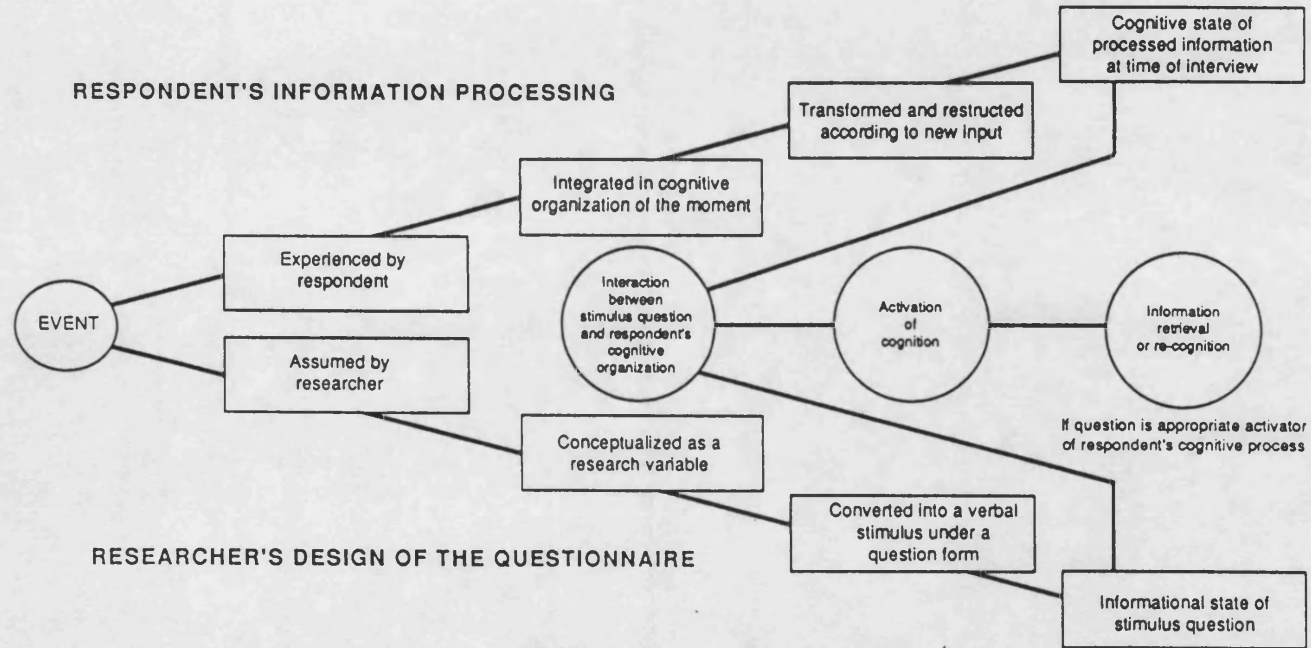 Cognitive state of
processed information
at time of interview
RESPONDENT'S INFORMATION PROCESSING
Transformed and restructed
according to new input
Integrated in cognitive
organization of the moment
Experienced by
respondent
EVENT
Assumed by
researcher
Interaction
between
stimulus question
and respondent's
cognitive
organization
Activation
of
cognition
Information
retrieval
or re-cognition
If question is appropriate activator
of respondent's cognitive process
Conceptualized as a
research variable
Converted into a verbal
stimulus under a
question form
RESEARCHER'S DESIGN OF THE QUESTIONNAIRE
Informational state of
stimulus question